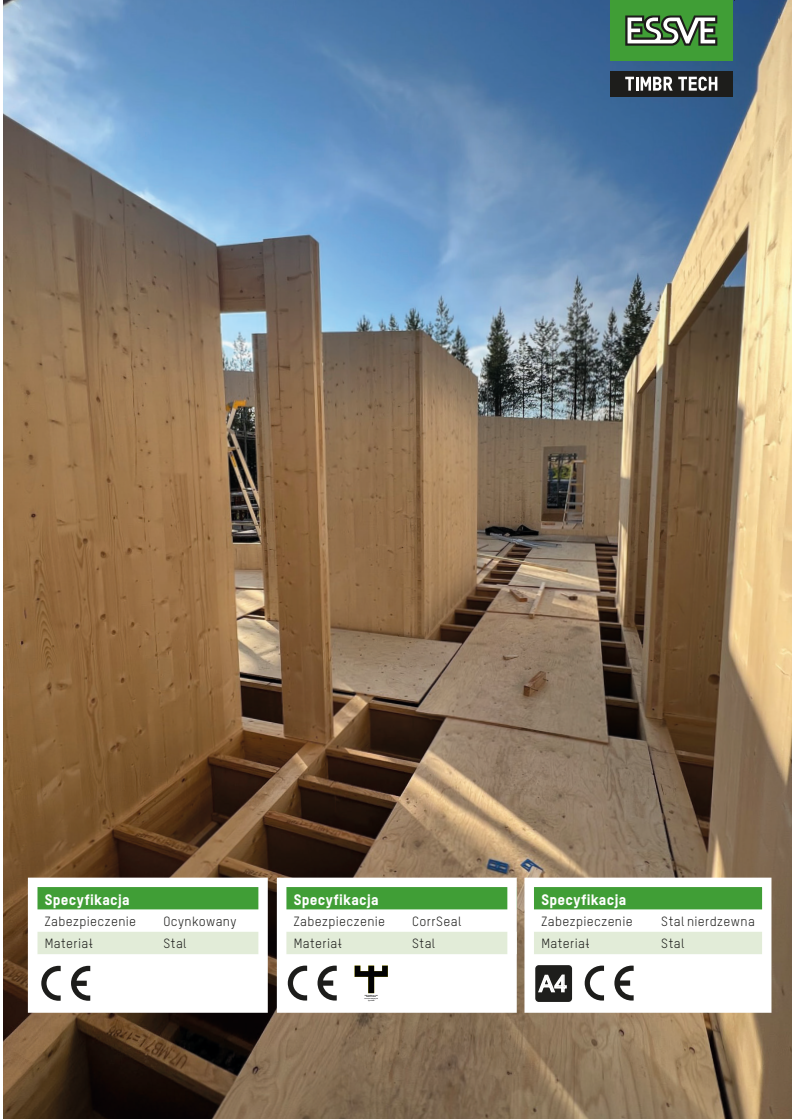 ESSVE
TIMBR TECH
Specyfikacja
Zabezpieczenie Ocynkowany
Materiał Stal
CE
Specyfikacja
Zabezpieczenie CorrSeal
Materiał Stal
CE
Specyfikacja
Zabezpieczenie Stal nierdzewna
Materiał Stal
A4 CE